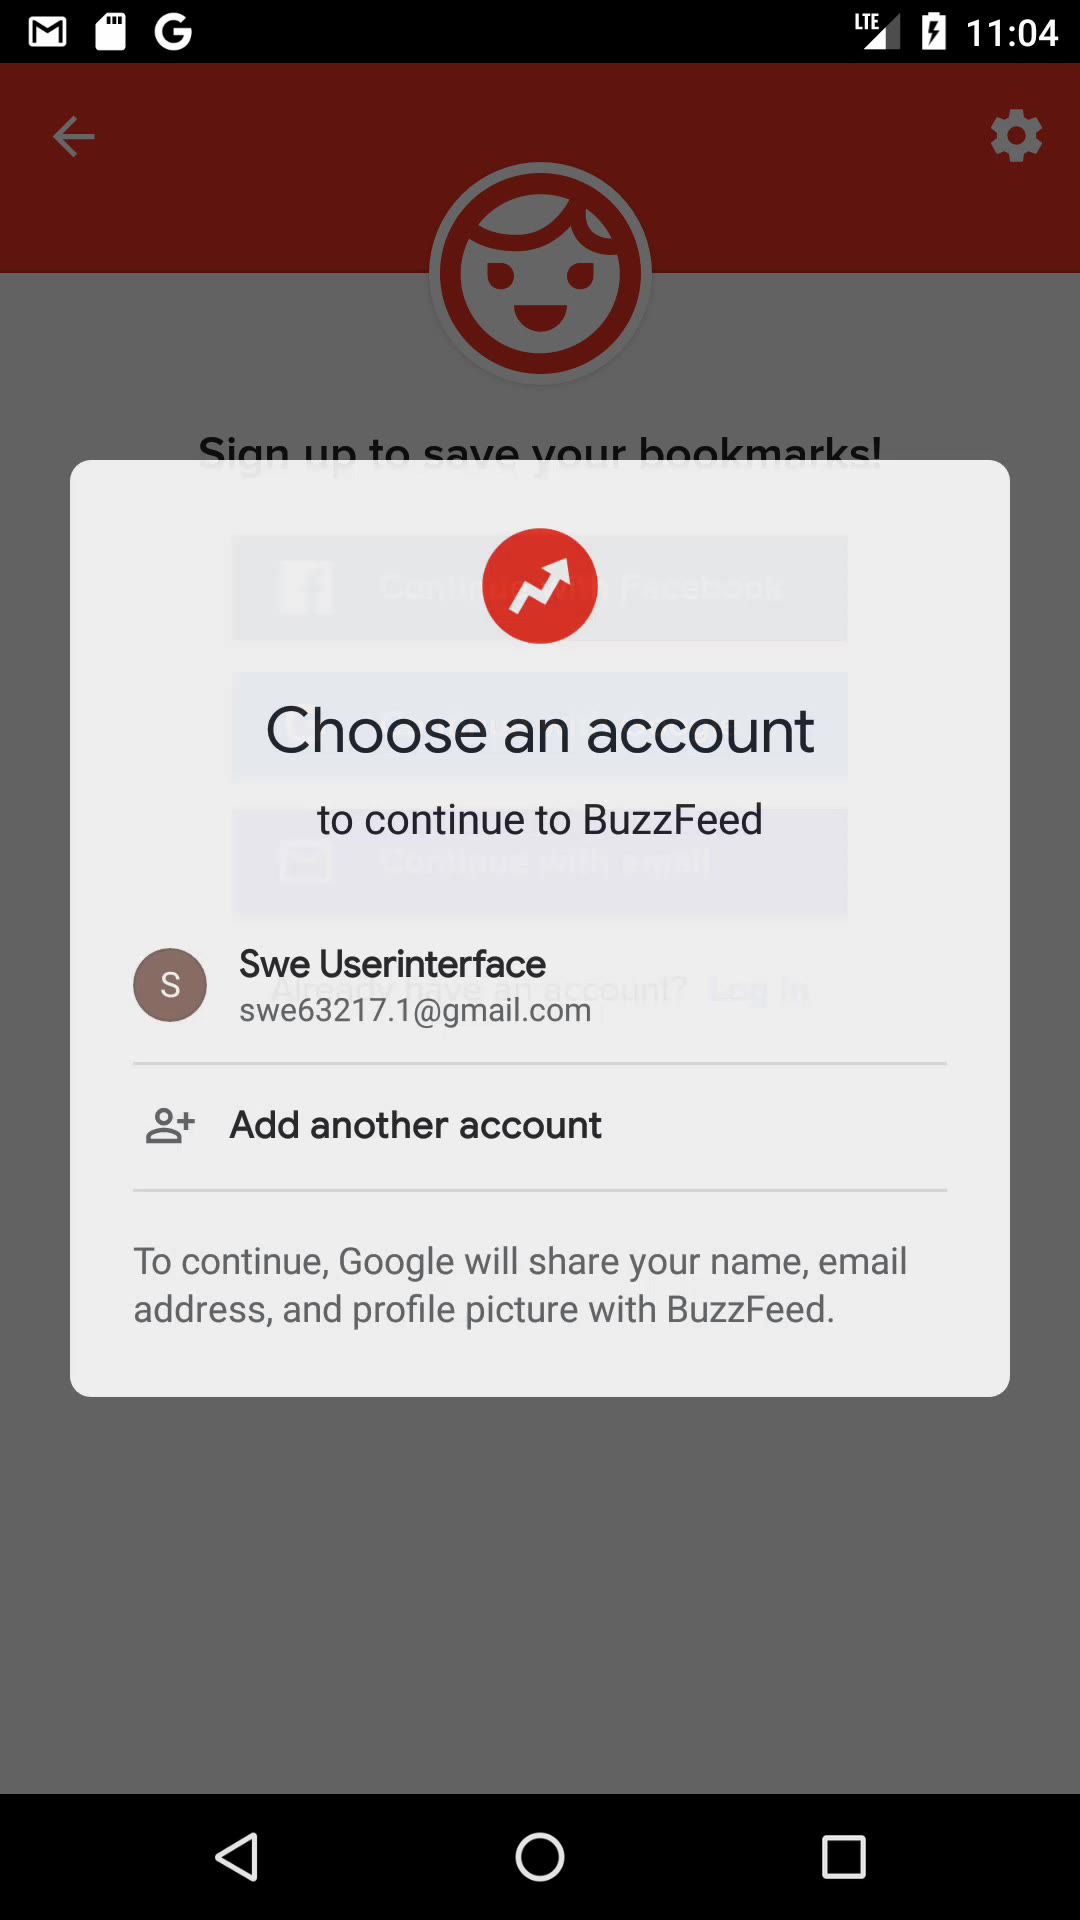 LTE 11:04
Sign up to save your bookmarks!
Continue with Facebook
Choose an account
to continue to BuzzFeed
Continue with email
Swe Userinterface
S
Already have an account? Log in
swe63217.1@gmail.com
Add another account
To continue, Google will share your name, email
address, and profile picture with BuzzFeed.